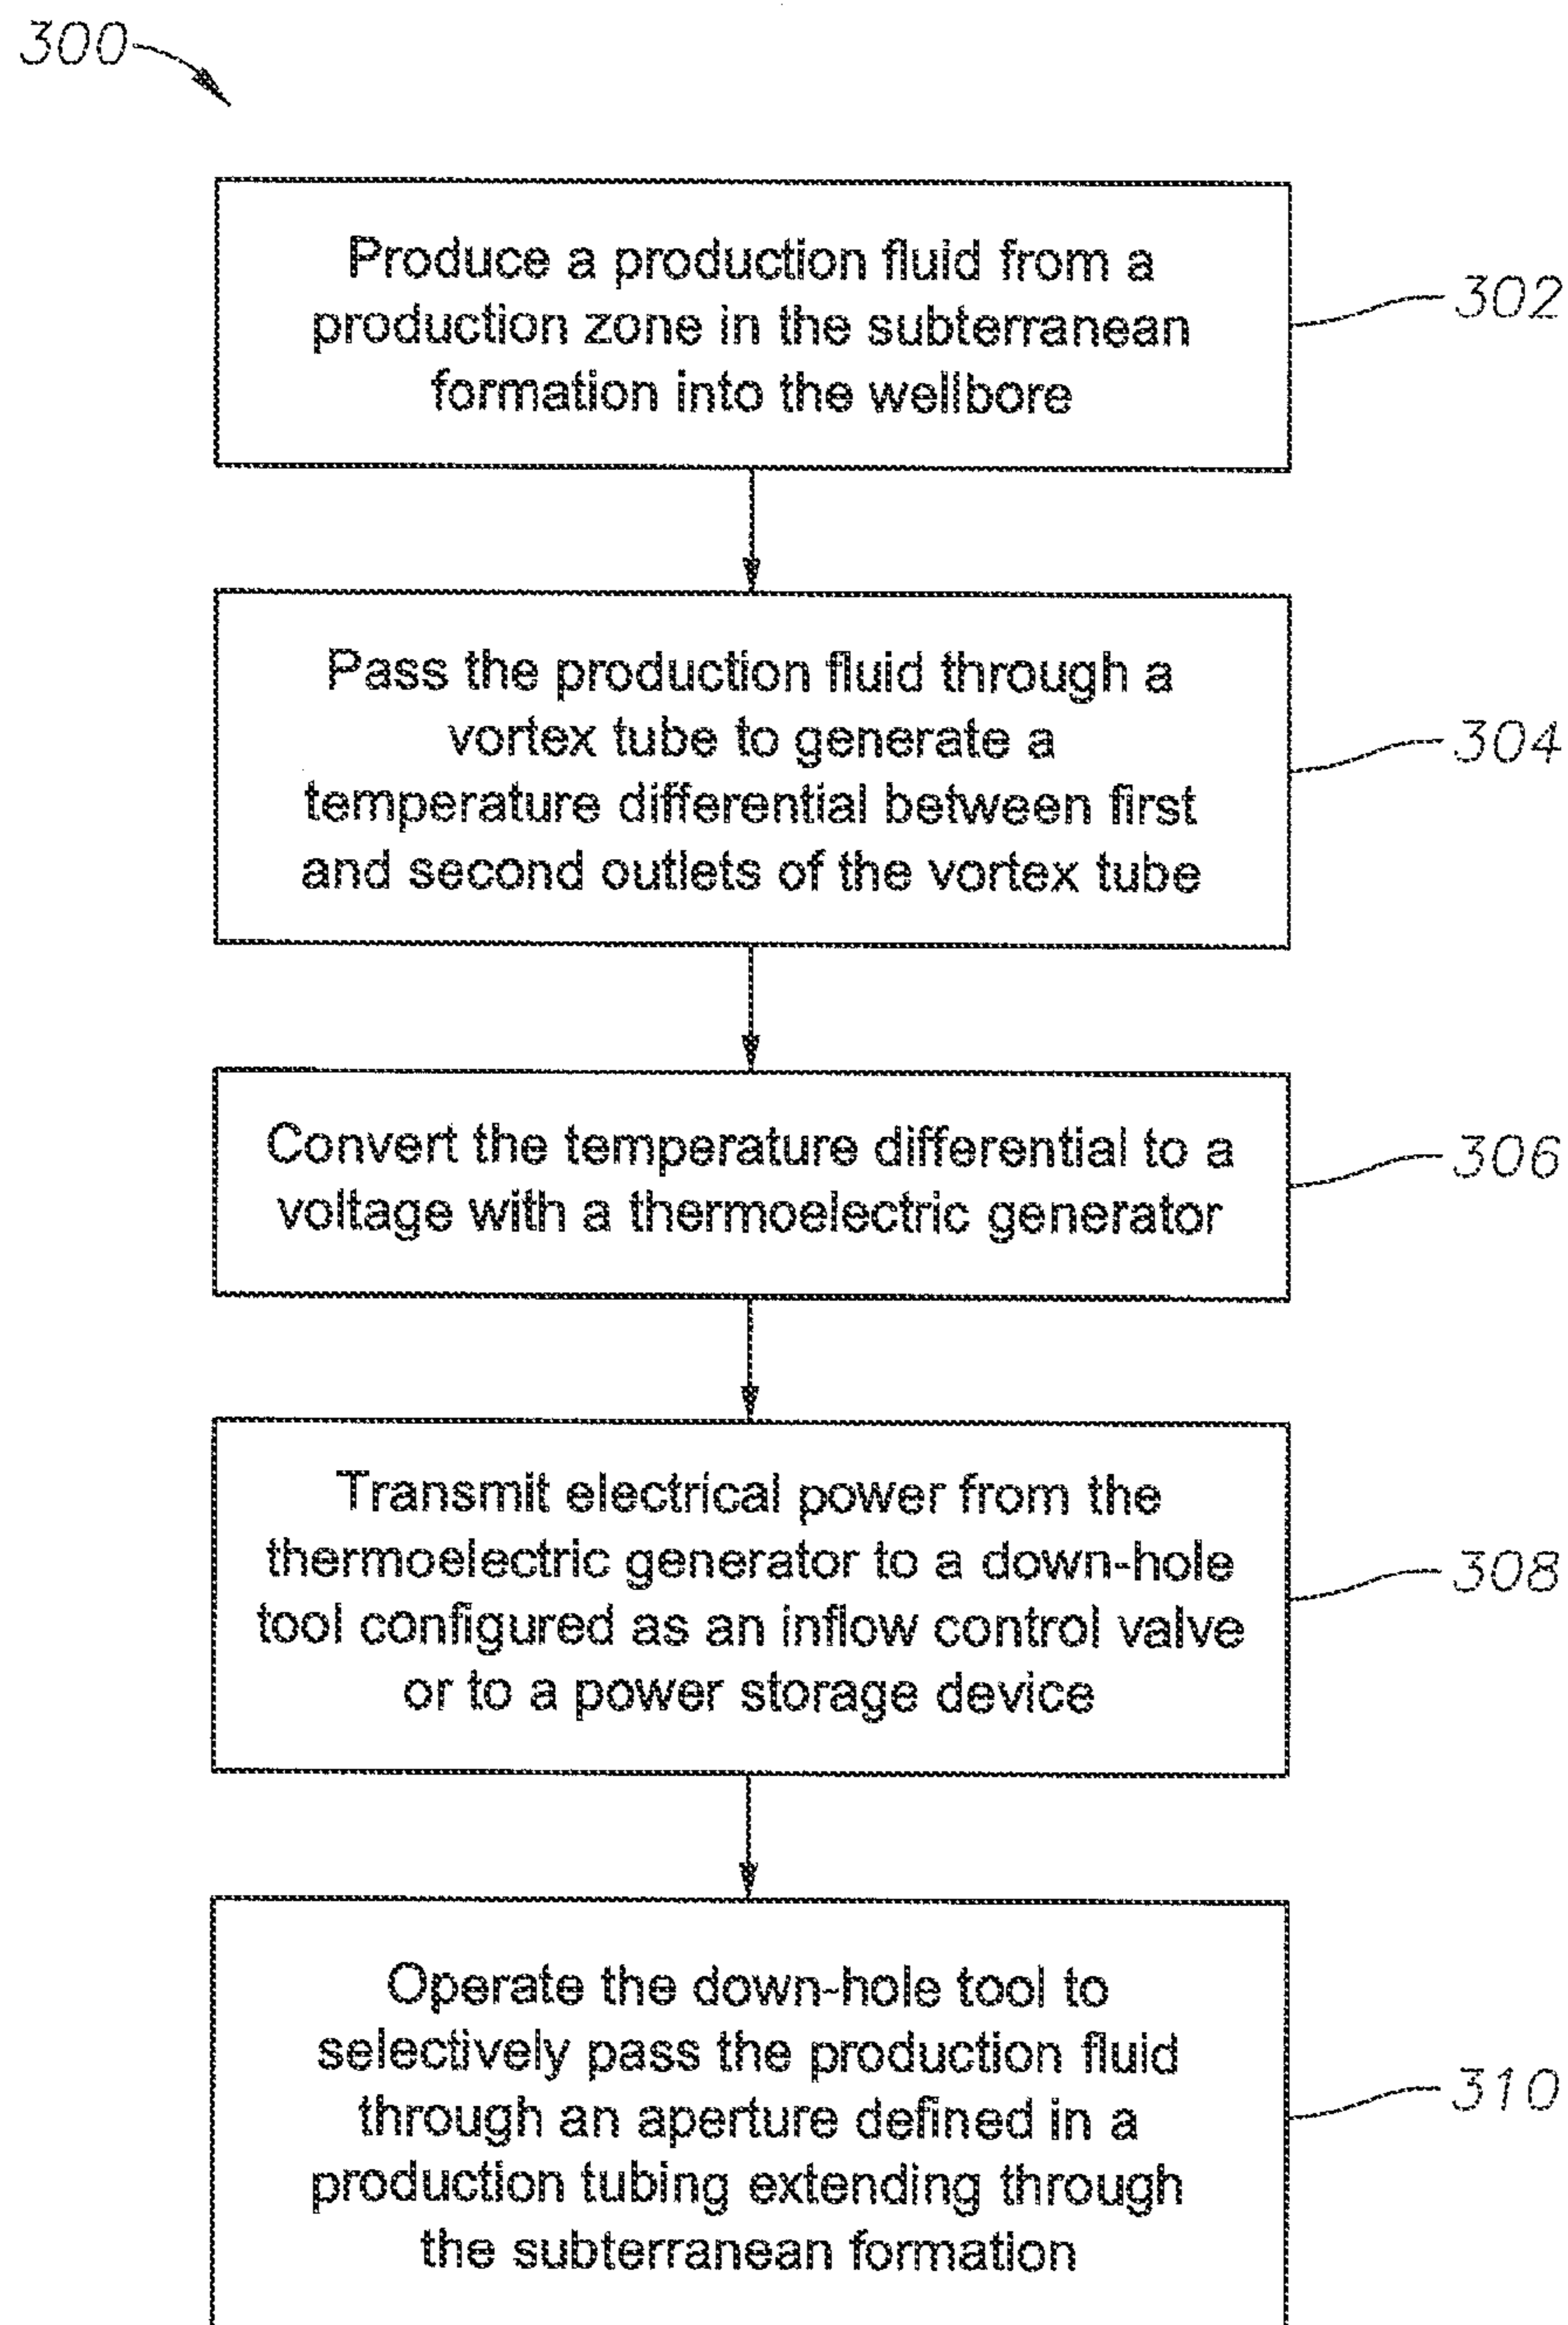 300
Produce a production fluid from a
production zone in the subterranean
formation into the wellbore
302
Pass the production fluid through a
vortex tube to generate a
temperature differential between first
and second outlets of the vortex tube
304
Convert the temperature differential to a
voltage with a thermoelectric generator
306
Transmit electrical power from the
thermoelectric generator to a down-hole
tool configured as an inflow control valve
or to a power storage device
308
Operate the down-hole tool to
selectively pass the production fluid
through an aperture defined in a
production tubing extending through
the subterranean formation
310